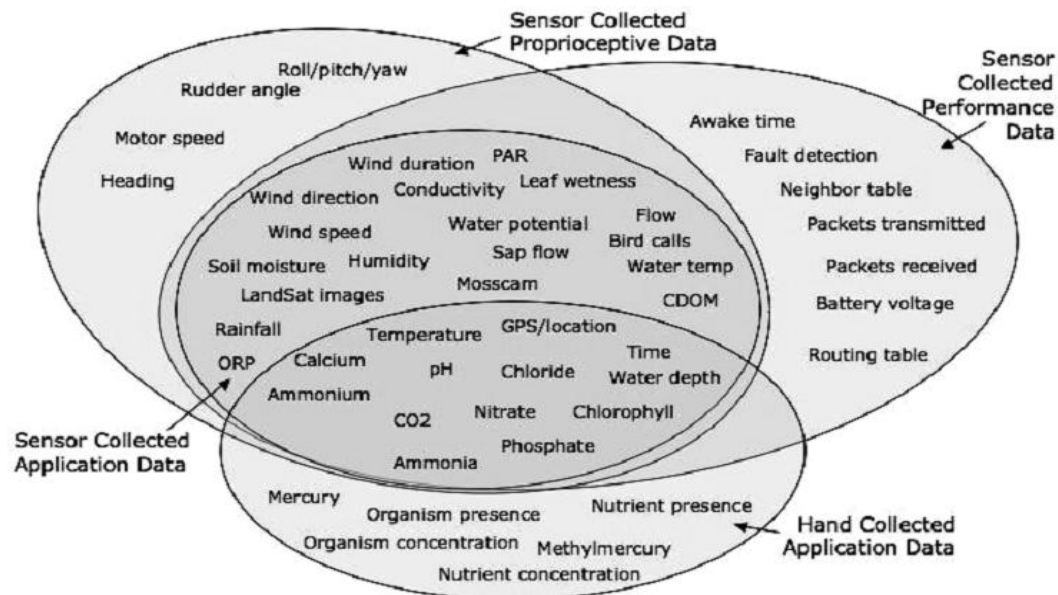 Sensor Collected
Proprioceptive Data
Sensor
Collected
Performance
Data
Roll/pitch/yaw
Rudder angle
Motor speed
Heading
Awake time
Fault detection
Neighbor table
Packets transmitted
Packets received
Battery voltage
Routing table
Wind duration
PAR
Leaf wetness
Conductivity
Wind direction
Water potential
Flow
Wind speed
Bird calls
Sap flow
Soil moisture
Humidity
Water temp
Mosscam
LandSat images
CDOM
Rainfall
ORP
Temperature
GPS/location
Time
Calcium
pH
Chloride
Water depth
Ammonium
CO2
Nitrate
Chlorophyll
Phosphate
Ammonia
Sensor Collected
Application Data
Mercury
Organism presence
Nutrient presence
Organism concentration
Methylmercury
Nutrient concentration
Hand Collected
Application Data